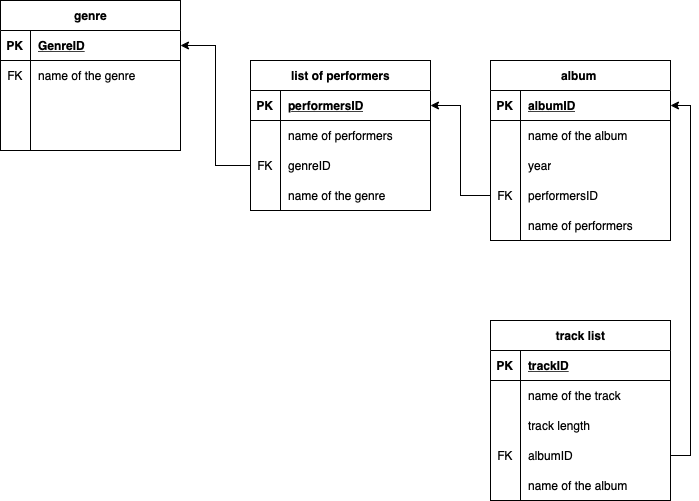 genre
PK GenreID
FK name of the genre
list of performers
PK performersID
name of performers
FK genreID
name of the genre
album
PK albumID
name of the album
year
FK performersID
name of performers
track list
PK trackID
name of the track
track length
FK albumID
name of the album